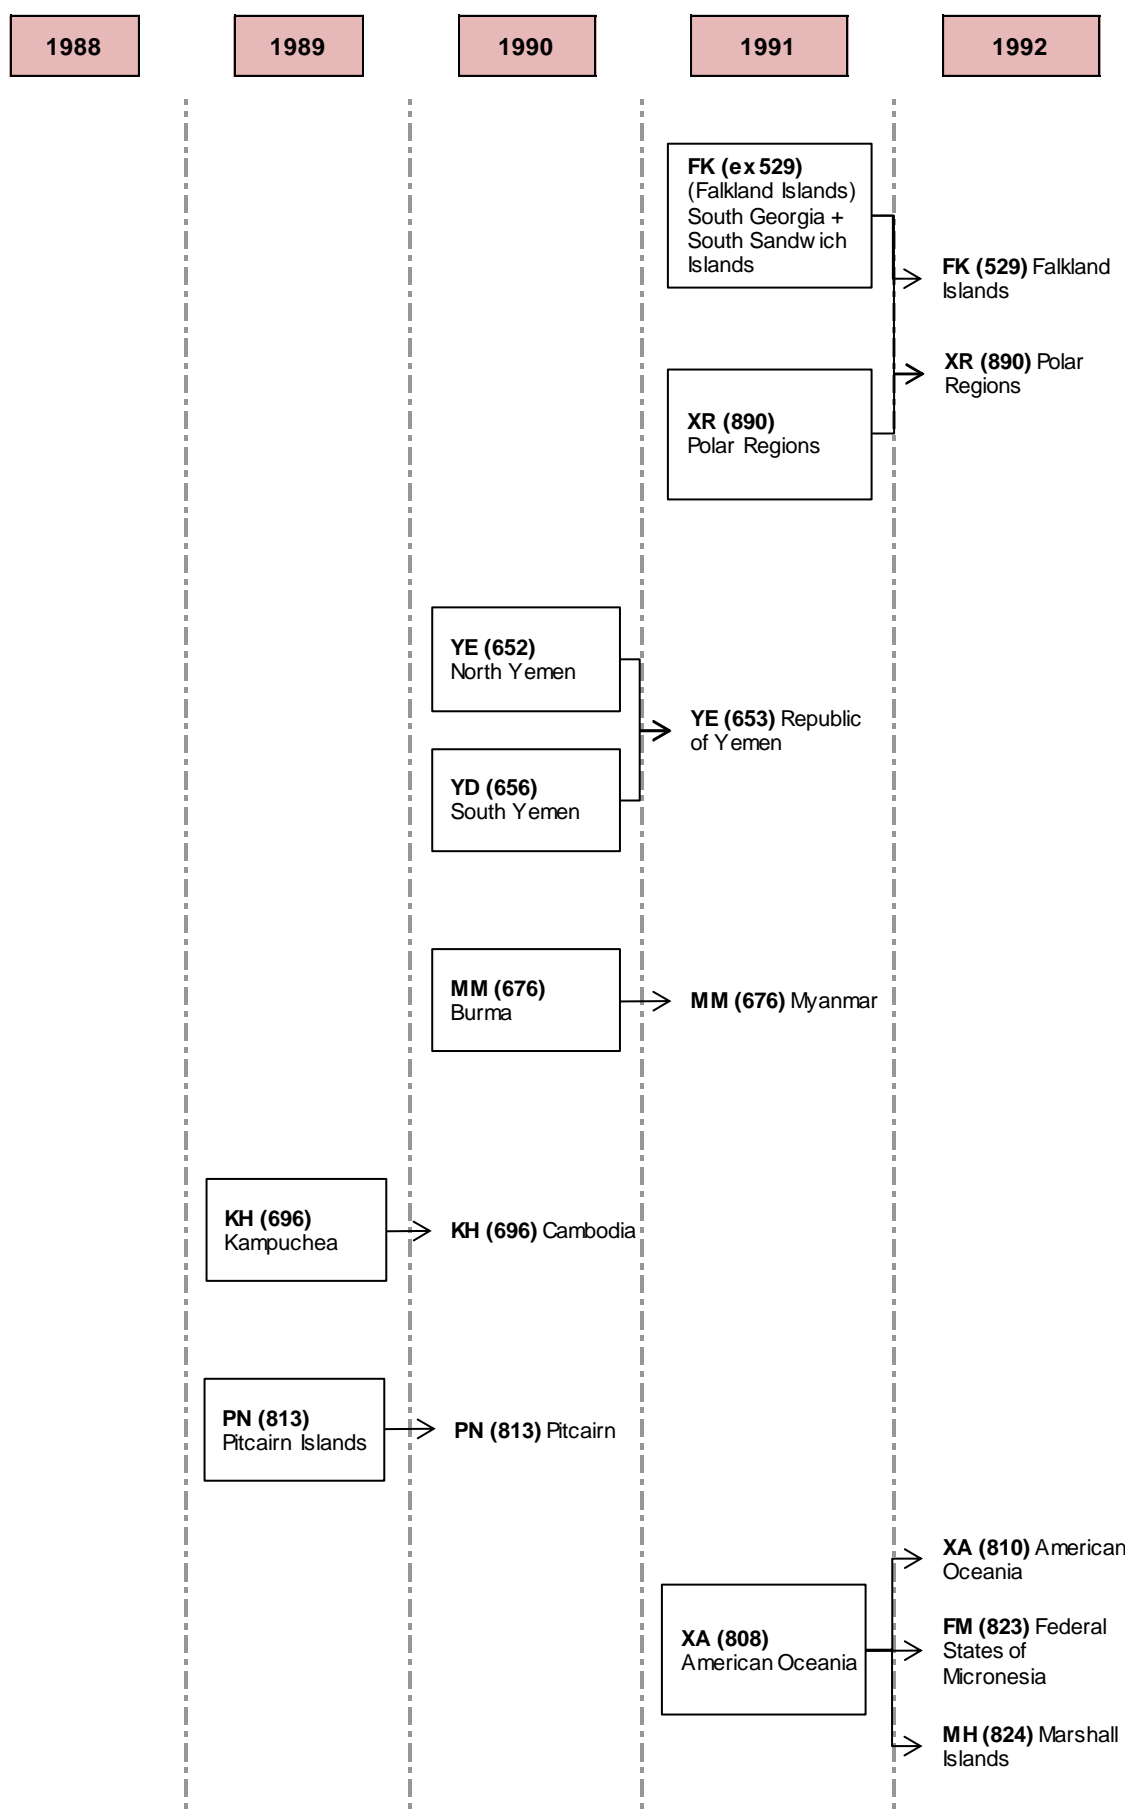 1988
1989
1990
1991
1992
FK (ex 529)
(Falkland Islands)
South Georgia +
South Sandwich
Islands
FK (529) Falkland
Islands
XR (890) Polar
Regions
XR (890)
Polar Regions
YE (652)
North Yemen
YE (653) Republic
of Yemen
YD (656)
South Yemen
MM (676)
Burma
MM (676) Myanmar
KH (696)
Kampuchea
KH (696) Cambodia
PN (813)
Pitcairn Islands
PN (813) Pitcairn
XA (808)
American Oceania
XA (810) American
Oceania
FM (823) Federal
States of
Micronesia
MH (824) Marshall
Islands